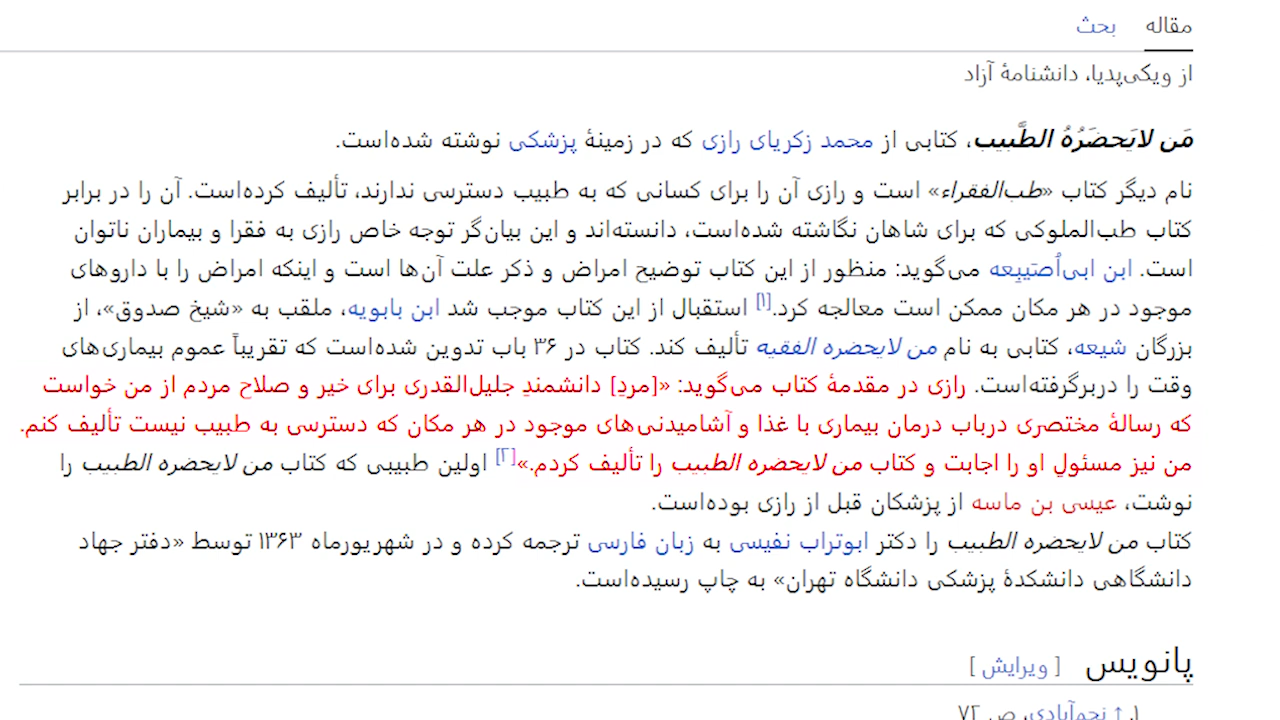 مقاله بحث
از ویکی‌پدیا، دانشنامهٔ آزاد
مَن لایَحضَرُهُ الطَّبیب، کتابی از محمد زکریای رازی که در زمینهٔ پزشکی نوشته شده‌است.
نام دیگر کتاب «طب‌الفقراء» است و رازی آن را برای کسانی که به طبیب دسترسی ندارند، تألیف کرده‌است. آن را در برابر
کتاب طب‌الملوکی که برای شاهان نگاشته شده‌است، دانسته‌اند و این بیان‌گر توجه خاص رازی به فقرا و بیماران ناتوان
است. ابن ابی‌اُصَیبِعه می‌گوید: منظور از این کتاب توضیح امراض و ذکر علت آن‌ها است و اینکه امراض را با داروهای
موجود در هر مکان ممکن است معالجه کرد.[۱] استقبال از این کتاب موجب شد ابن بابویه، ملقب به «شیخ صدوق»، از
بزرگان شیعه، کتابی به نام من لایحضره الفقیه تألیف کند. کتاب در ۳۶ باب تدوین شده‌است که تقریباً عموم بیماری‌های
وقت را دربرگرفته‌است. رازی در مقدمهٔ کتاب می‌گوید: «[مردِ] دانشمندِ جلیل‌القدری برای خیر و صلاح مردم از من خواست
که رسالهٔ مختصری درباب درمان بیماری با غذا و آشامیدنی‌های موجود در هر مکان که دسترسی به طبیب نیست تألیف کنم.
من نیز مسئولِ او را اجابت و کتاب من لایحضره الطبیب را تألیف کردم.»[۲] اولین طبیبی که کتاب من لایحضره الطبیب را
نوشت، عیسی بن ماسه از پزشکان قبل از رازی بوده‌است.
کتاب من لایحضره الطبیب را دکتر ابوتراب نفیسی به زبان فارسی ترجمه کرده و در شهریورماه ۱۳۶۳ توسط «دفتر جهاد
دانشگاهی دانشکدهٔ پزشکی دانشگاه تهران» به چاپ رسیده‌است.
پانویس [ ویرایش ]
۱. ↑ نجم‌آبادی، ص ۷۲